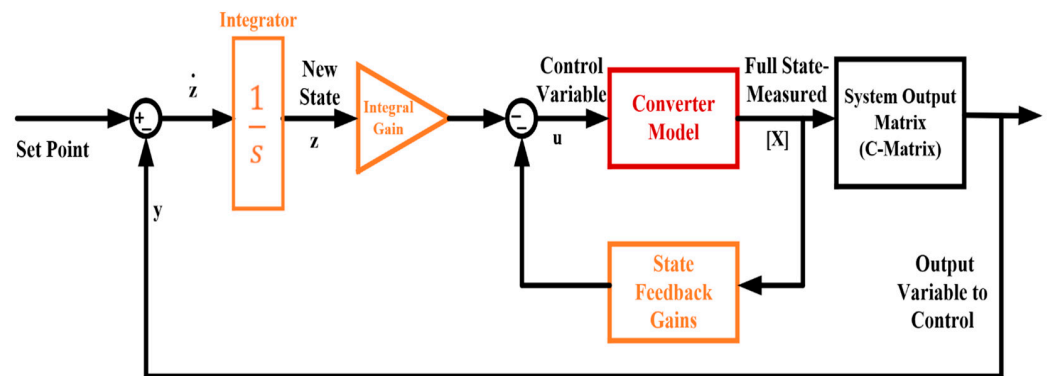 Integrator
Set Point
+
−
ż
y
1
s
New
State
z
Integral
Gain
−
−
Control
Variable
u
Converter
Model
Full State-
Measured
[X]
System Output
Matrix
(C-Matrix)
State
Feedback
Gains
Output
Variable to
Control